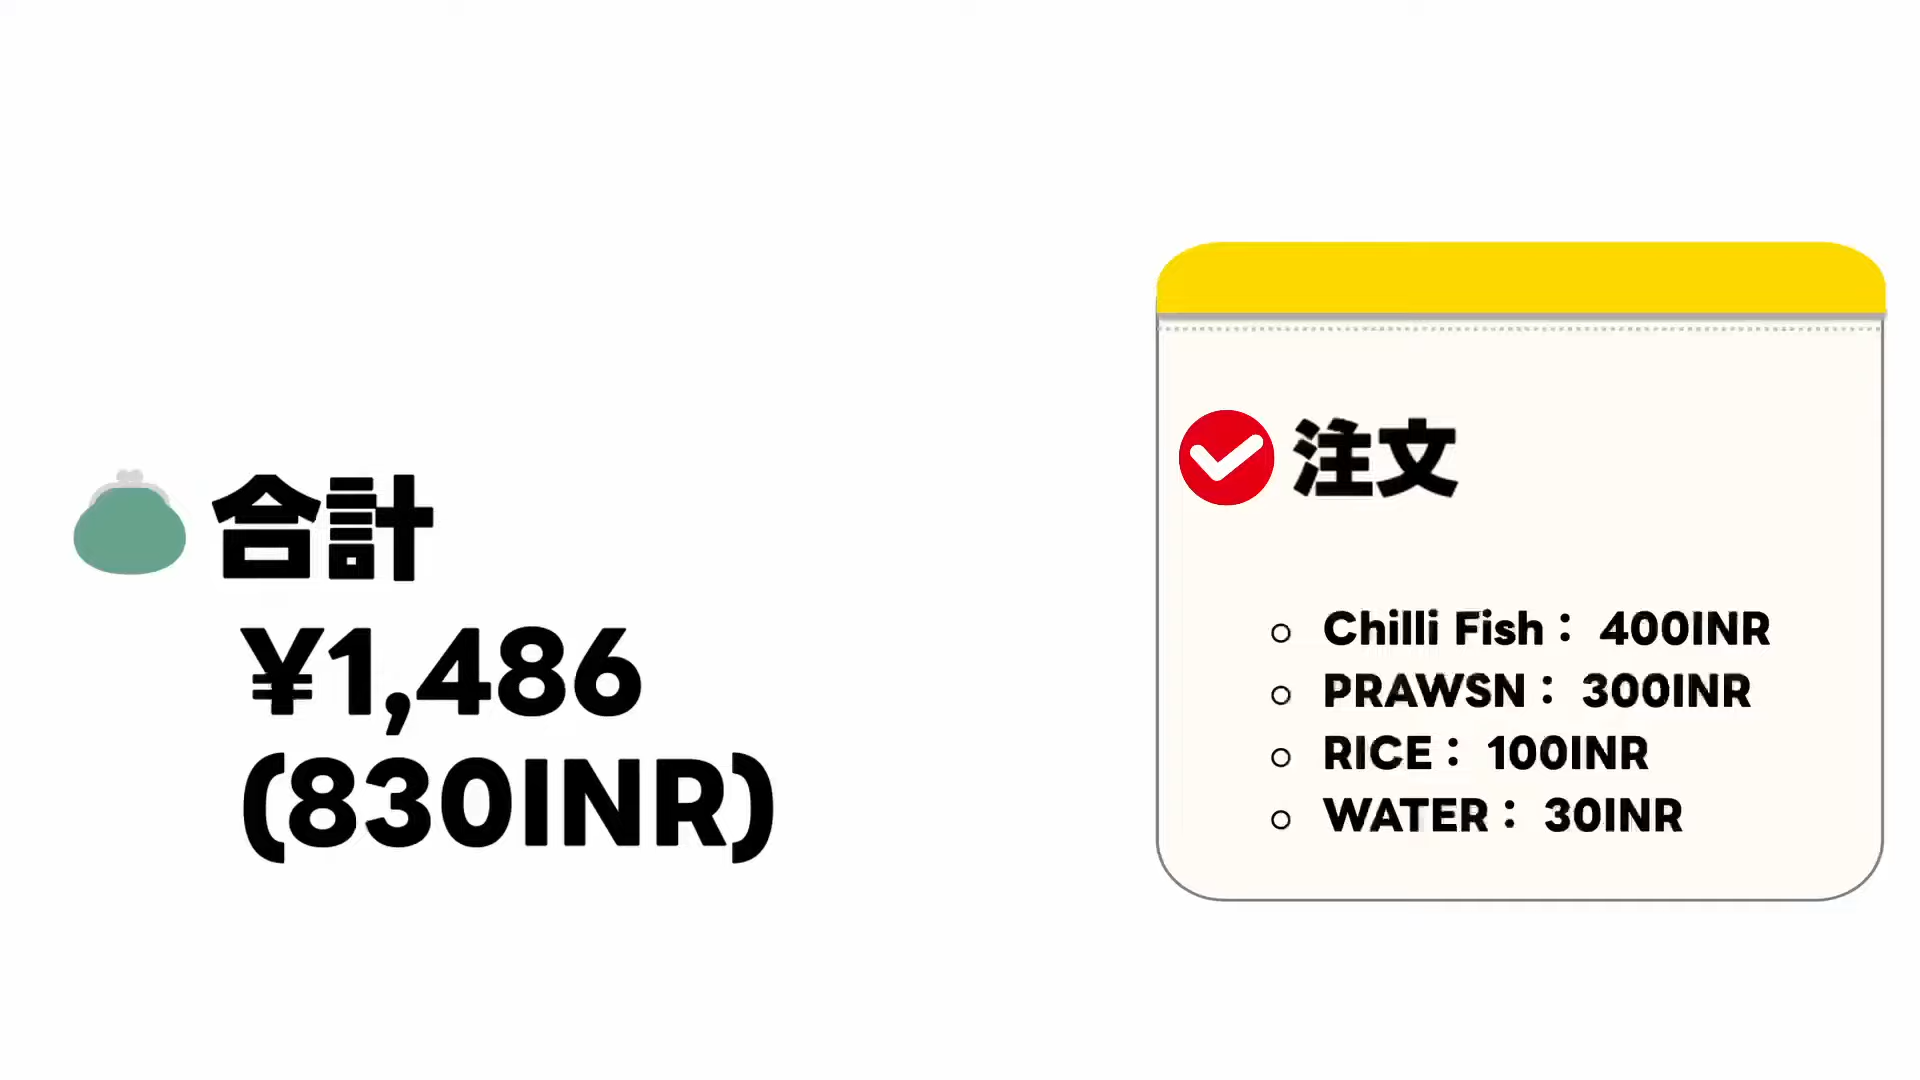 合計
¥1,486
(830INR)
注文
Chilli Fish： 400INR
PRAWSN： 300INR
RICE： 100INR
WATER： 30INR